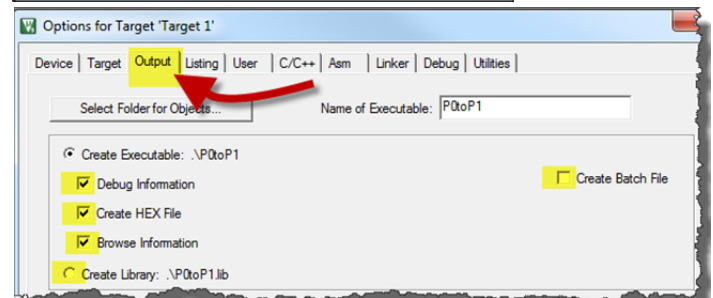 Options for Target 'Target 1'
Device Target Output Listing User C/C++ Asm Linker Debug Utilities
Select Folder for Objects... Name of Executable: P0toP1
Create Executable: .\P0toP1
Debug Information Create Batch File
Create HEX File
Browse Information
Create Library: .\P0toP1.lib